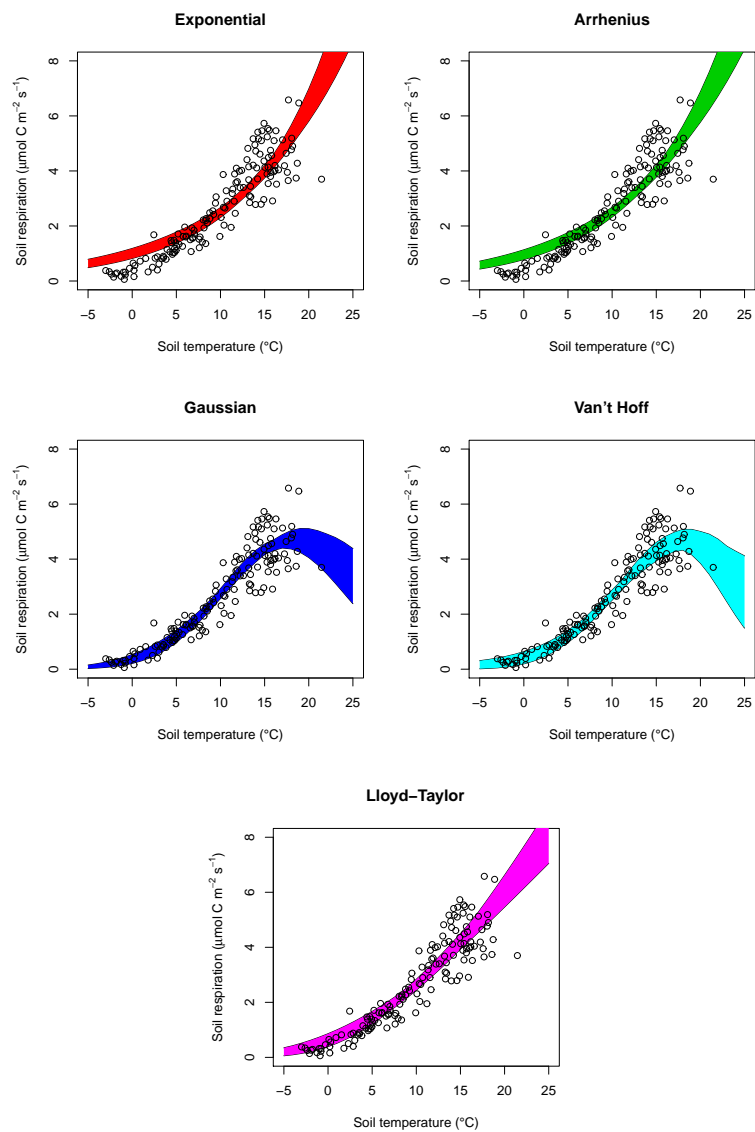 Exponential
Soil respiration (μmol C m⁻² s⁻¹)
8
6
4
2
0
−5 0 5 10 15 20 25
Soil temperature (°C)
Arrhenius
Soil respiration (μmol C m⁻² s⁻¹)
8
6
4
2
0
−5 0 5 10 15 20 25
Soil temperature (°C)
Gaussian
Soil respiration (μmol C m⁻² s⁻¹)
8
6
4
2
0
−5 0 5 10 15 20 25
Soil temperature (°C)
Van't Hoff
Soil respiration (μmol C m⁻² s⁻¹)
8
6
4
2
0
−5 0 5 10 15 20 25
Soil temperature (°C)
Lloyd−Taylor
Soil respiration (μmol C m⁻² s⁻¹)
8
6
4
2
0
−5 0 5 10 15 20 25
Soil temperature (°C)